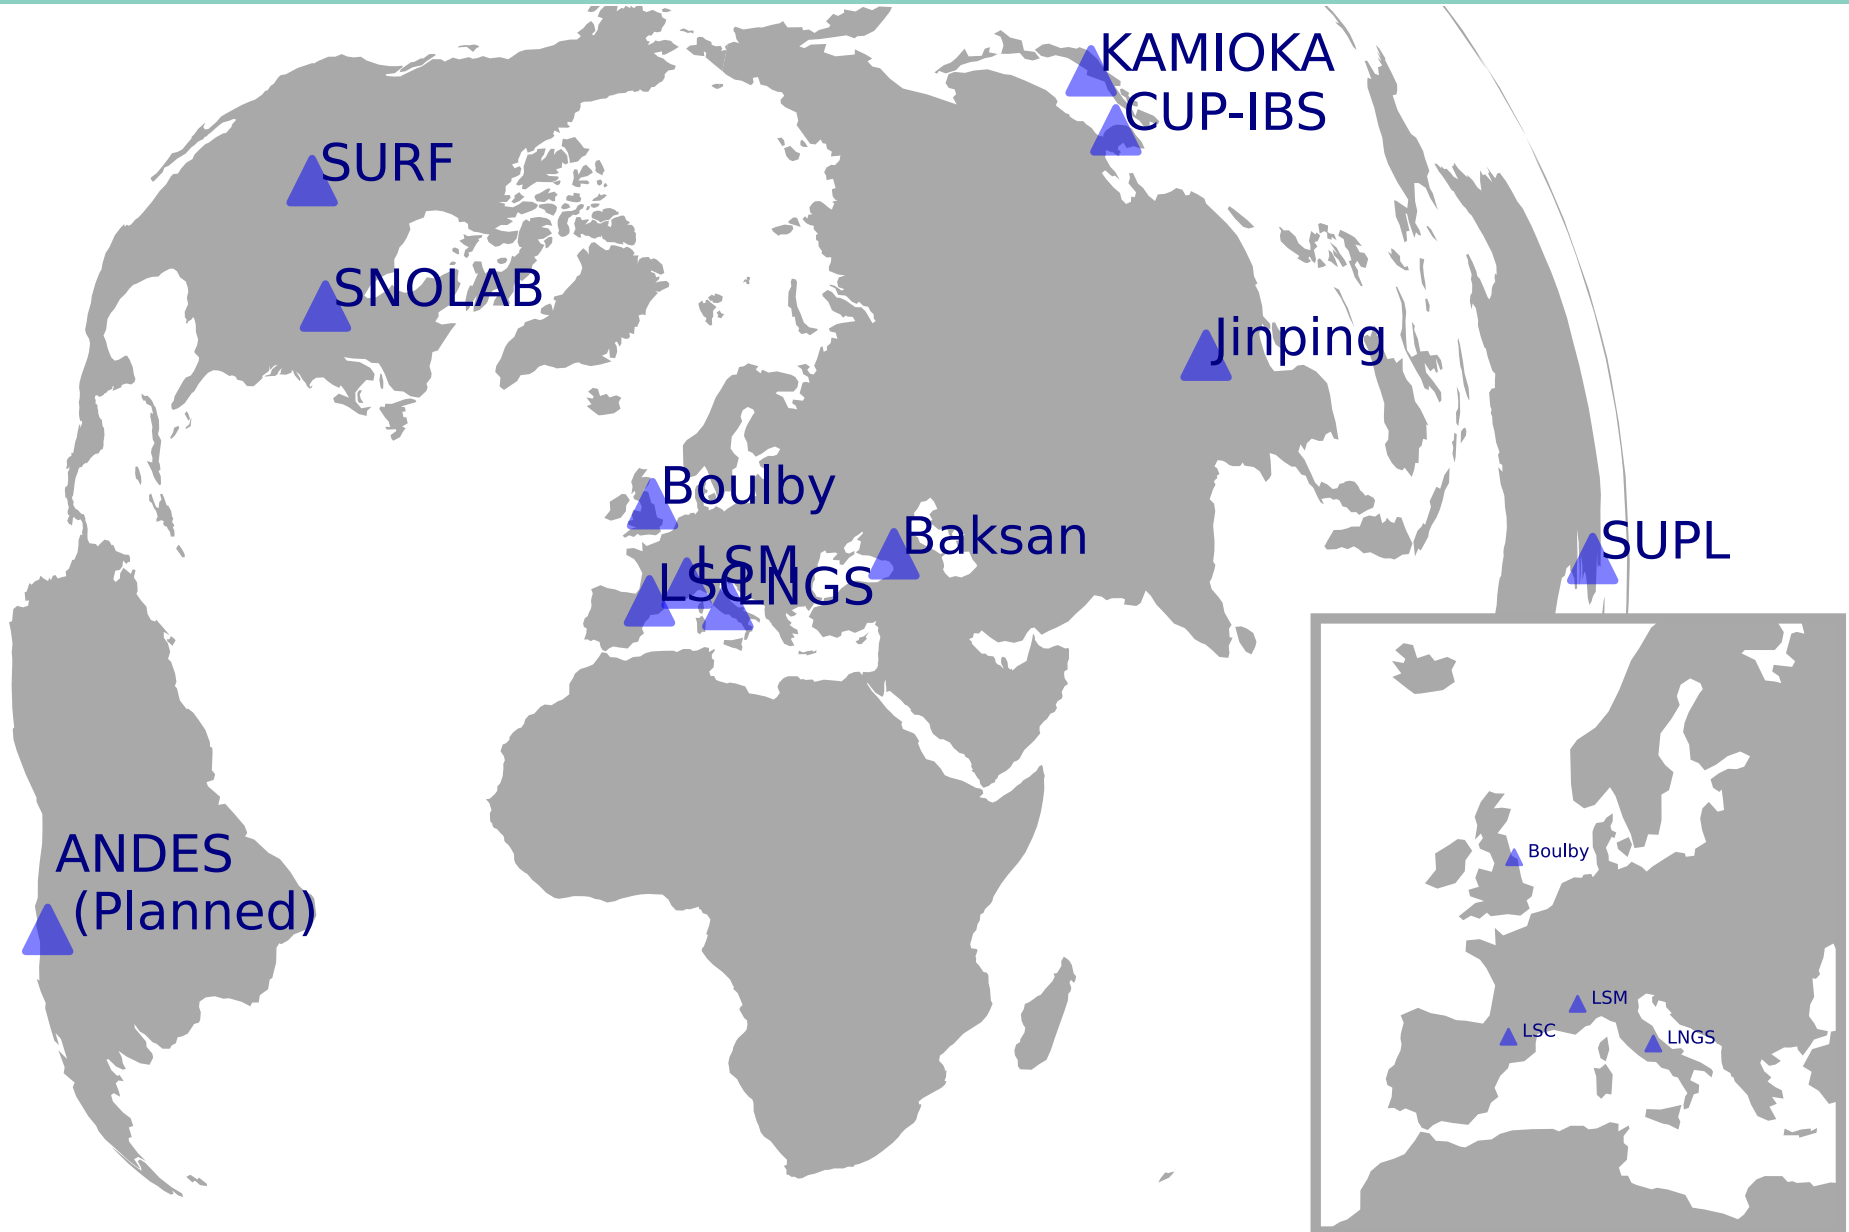 KAMIOKA
CUP-IBS
SURF
SNOLAB
Jinping
Boulby
Baksan
SUPL
LSM
LSC
LNGS
ANDES
(Planned)
Boulby
LSM
LSC
LNGS